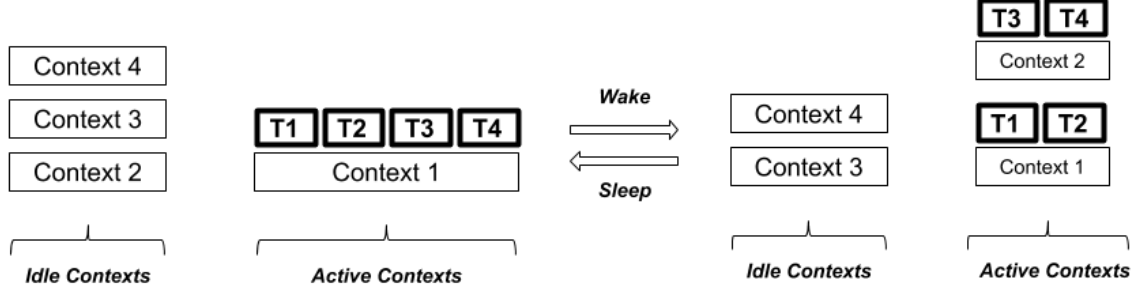 Context 4
Context 3
Context 2
Idle Contexts
T1 T2 T3 T4
Context 1
Active Contexts
Wake
Sleep
Context 4
Context 3
Idle Contexts
T3 T4
Context 2
T1 T2
Context 1
Active Contexts